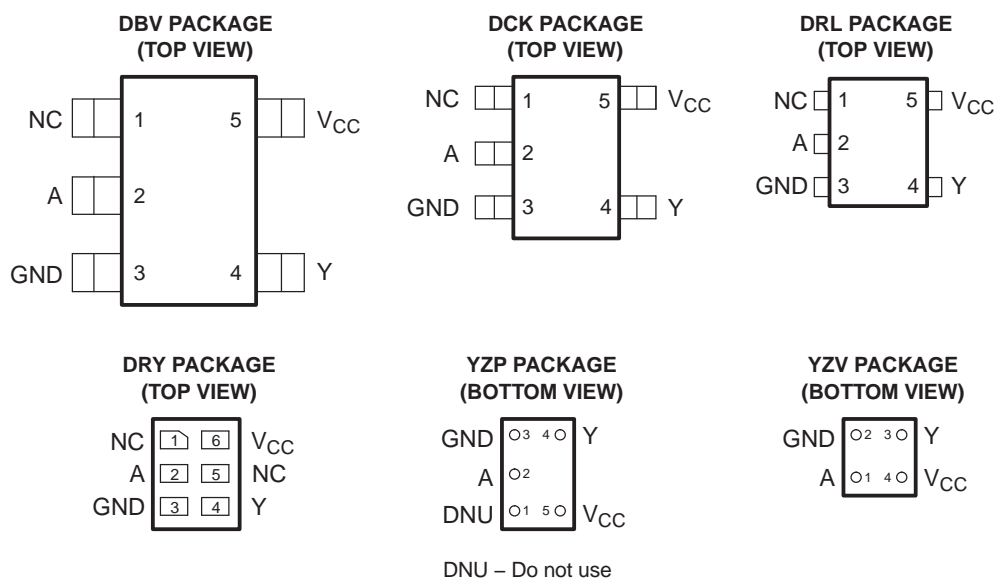 DBV PACKAGE
(TOP VIEW)
NC 1 5 VCC
A 2
GND 3 4 Y
DCK PACKAGE
(TOP VIEW)
NC 1 5 VCC
A 2
GND 3 4 Y
DRL PACKAGE
(TOP VIEW)
NC 1 5 VCC
A 2
GND 3 4 Y
DRY PACKAGE
(TOP VIEW)
NC 1 6 VCC
A 2 5 NC
GND 3 4 Y
YZP PACKAGE
(BOTTOM VIEW)
GND 3 4 Y
A 2
DNU 1 5 VCC
DNU – Do not use
YZV PACKAGE
(BOTTOM VIEW)
GND 2 3 Y
A 1 4 VCC